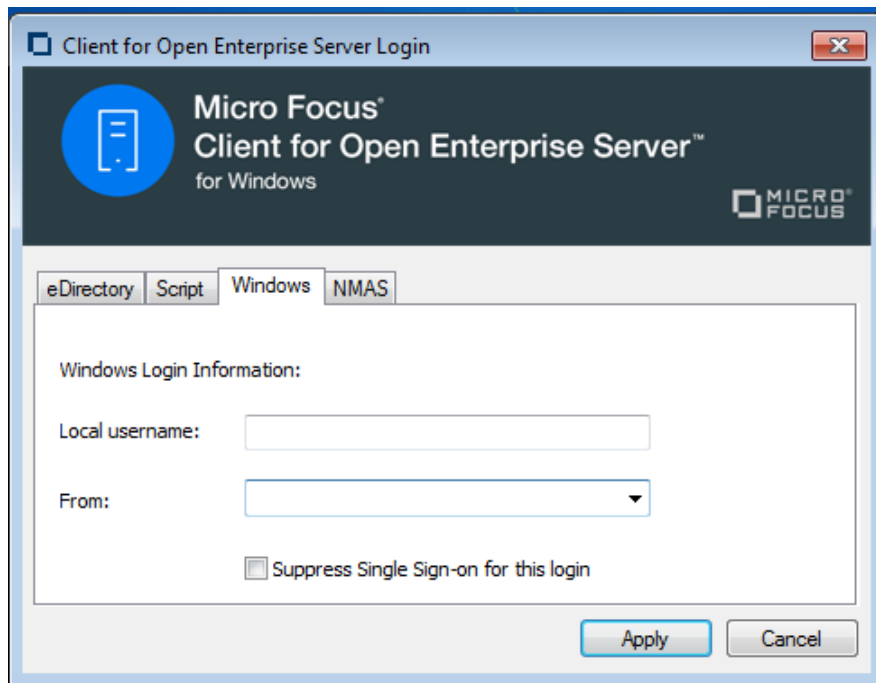 Client for Open Enterprise Server Login
Micro Focus®
Client for Open Enterprise Server™
for Windows
MICRO®
FOCUS
eDirectory Script Windows NMAS
Windows Login Information:
Local username:
From:
Suppress Single Sign-on for this login
Apply Cancel